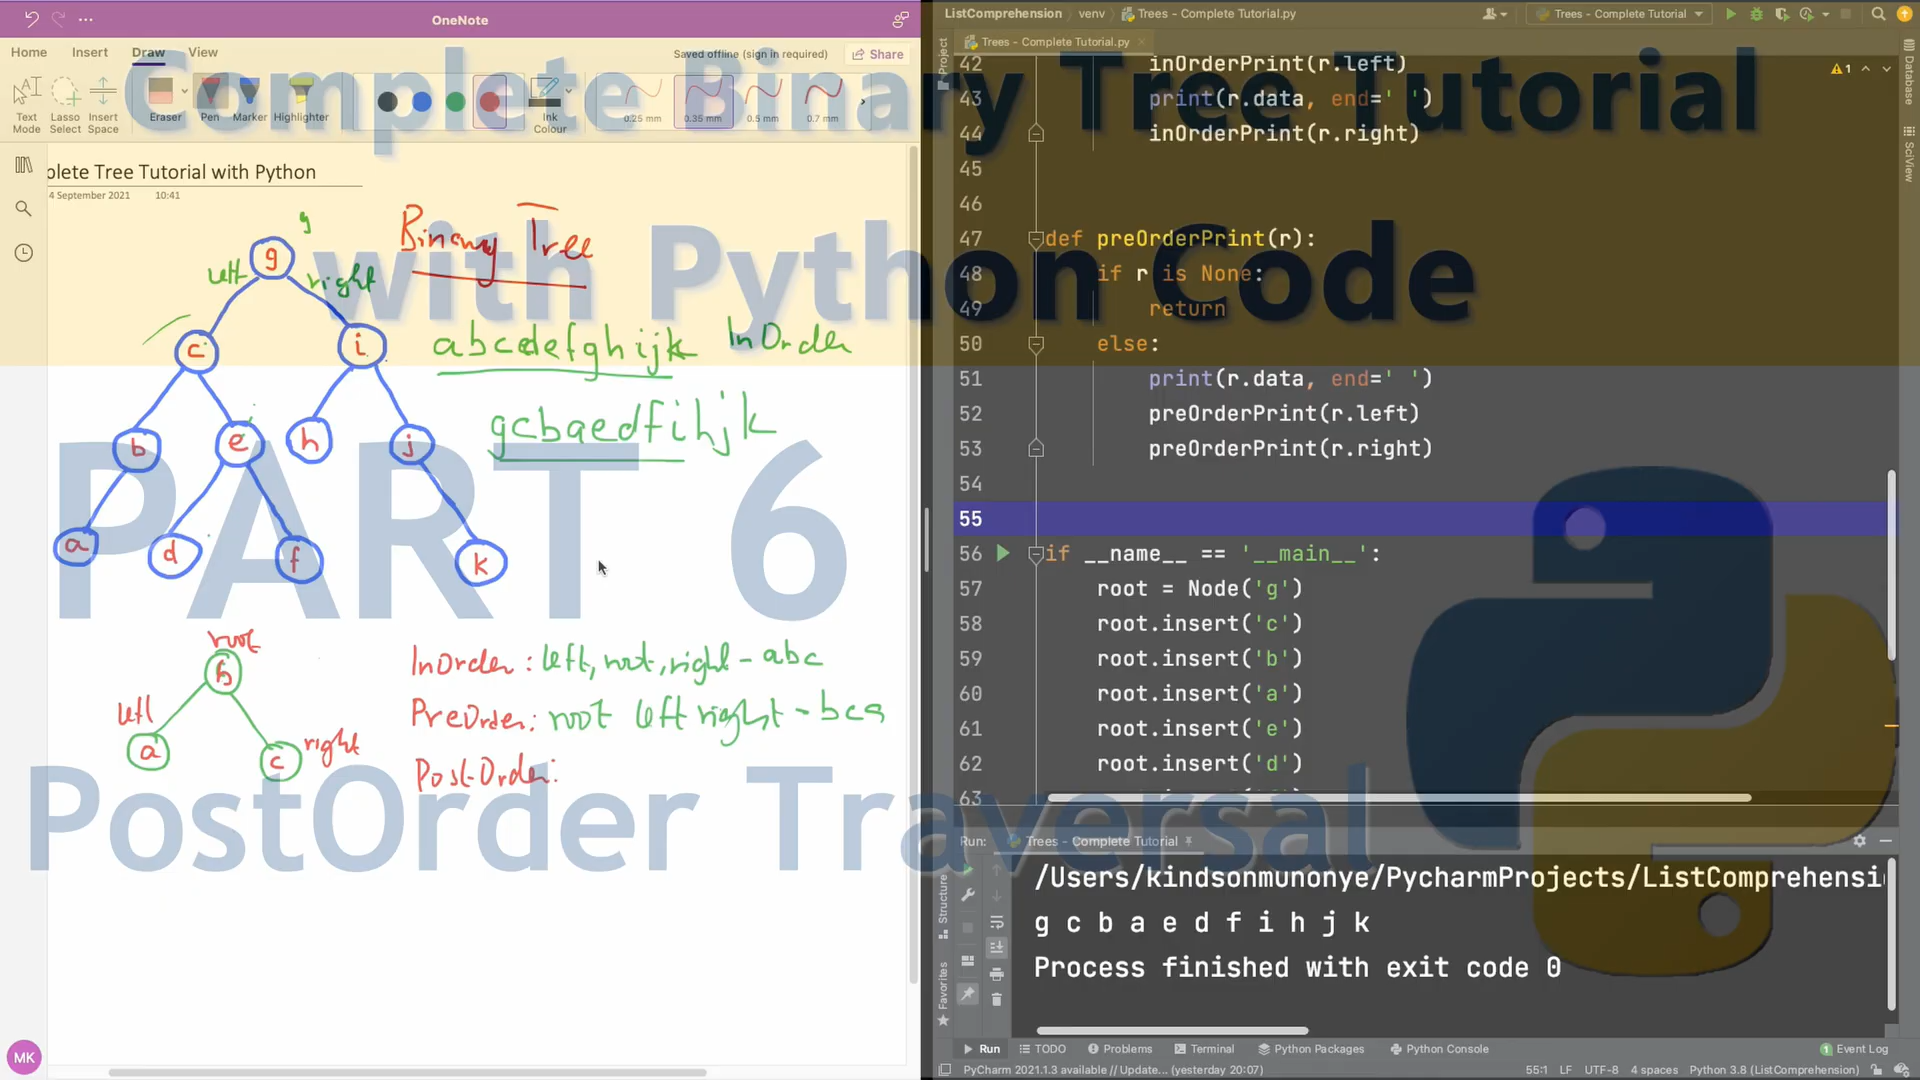 Complete Binary Tree Tutorial
with Python Code
PART 6
PostOrder Traversal
OneNote
Home Insert Draw View
Saved offline (sign in required) Share
Text Mode
Lasso Select
Insert Space
Eraser
Pen
Marker
Highlighter
Ink Colour
0.25 mm
0.35 mm
0.5 mm
0.7 mm
plete Tree Tutorial with Python
4 September 2021 10:41
Binary Tree
g
g
left
right
c
i
abcdefghijk InOrder
gcbaedfihjk
b
e
h
j
a
d
f
k
root
b
left
a
right
c
InOrder: left, root, right - abc
PreOrder: root left right - bca
PostOrder:
MK
ListComprehension venv Trees - Complete Tutorial.py
Trees - Complete Tutorial
Trees - Complete Tutorial.py
Project
Database
SciView
1
42 inOrderPrint(r.left)
43 print(r.data, end=' ')
44 inOrderPrint(r.right)
45
46
47 def preOrderPrint(r):
48 if r is None:
49 return
50 else:
51 print(r.data, end=' ')
52 preOrderPrint(r.left)
53 preOrderPrint(r.right)
54
55
56 if __name__ == '__main__':
57 root = Node('g')
58 root.insert('c')
59 root.insert('b')
60 root.insert('a')
61 root.insert('e')
62 root.insert('d')
63
Run: Trees - Complete Tutorial
/Users/kindsonmunonye/PycharmProjects/ListComprehensi
g c b a e d f i h j k
Process finished with exit code 0
Structure
Favorites
Run TODO Problems Terminal Python Packages Python Console
1 Event Log
PyCharm 2021.1.3 available // Update... (yesterday 20:07)
55:1 LF UTF-8 4 spaces Python 3.8 (ListComprehension)